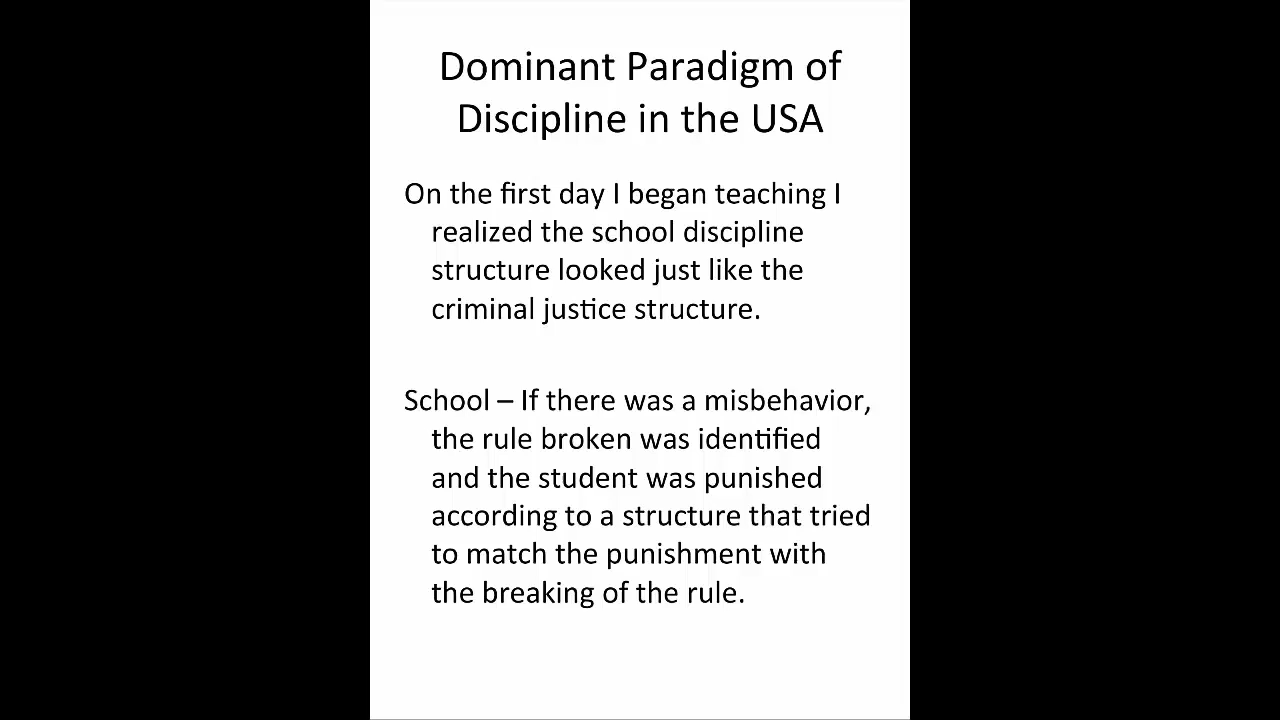 Dominant Paradigm of
Discipline in the USA
On the first day I began teaching I
realized the school discipline
structure looked just like the
criminal justice structure.
School – If there was a misbehavior,
the rule broken was identified
and the student was punished
according to a structure that tried
to match the punishment with
the breaking of the rule.